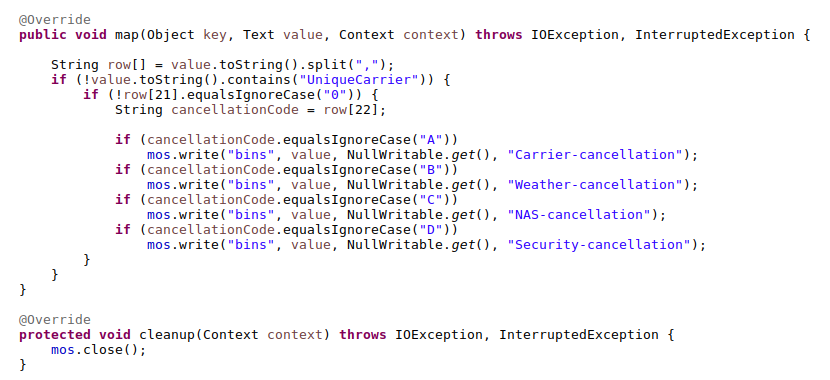 @Override
public void map(Object key, Text value, Context context) throws IOException, InterruptedException {
String row[] = value.toString().split(",");
if (!value.toString().contains("UniqueCarrier")) {
if (!row[21].equalsIgnoreCase("0")) {
String cancellationCode = row[22];
if (cancellationCode.equalsIgnoreCase("A"))
mos.write("bins", value, NullWritable.get(), "Carrier-cancellation");
if (cancellationCode.equalsIgnoreCase("B"))
mos.write("bins", value, NullWritable.get(), "Weather-cancellation");
if (cancellationCode.equalsIgnoreCase("C"))
mos.write("bins", value, NullWritable.get(), "NAS-cancellation");
if (cancellationCode.equalsIgnoreCase("D"))
mos.write("bins", value, NullWritable.get(), "Security-cancellation");
}
}
}
@Override
protected void cleanup(Context context) throws IOException, InterruptedException {
mos.close();
}